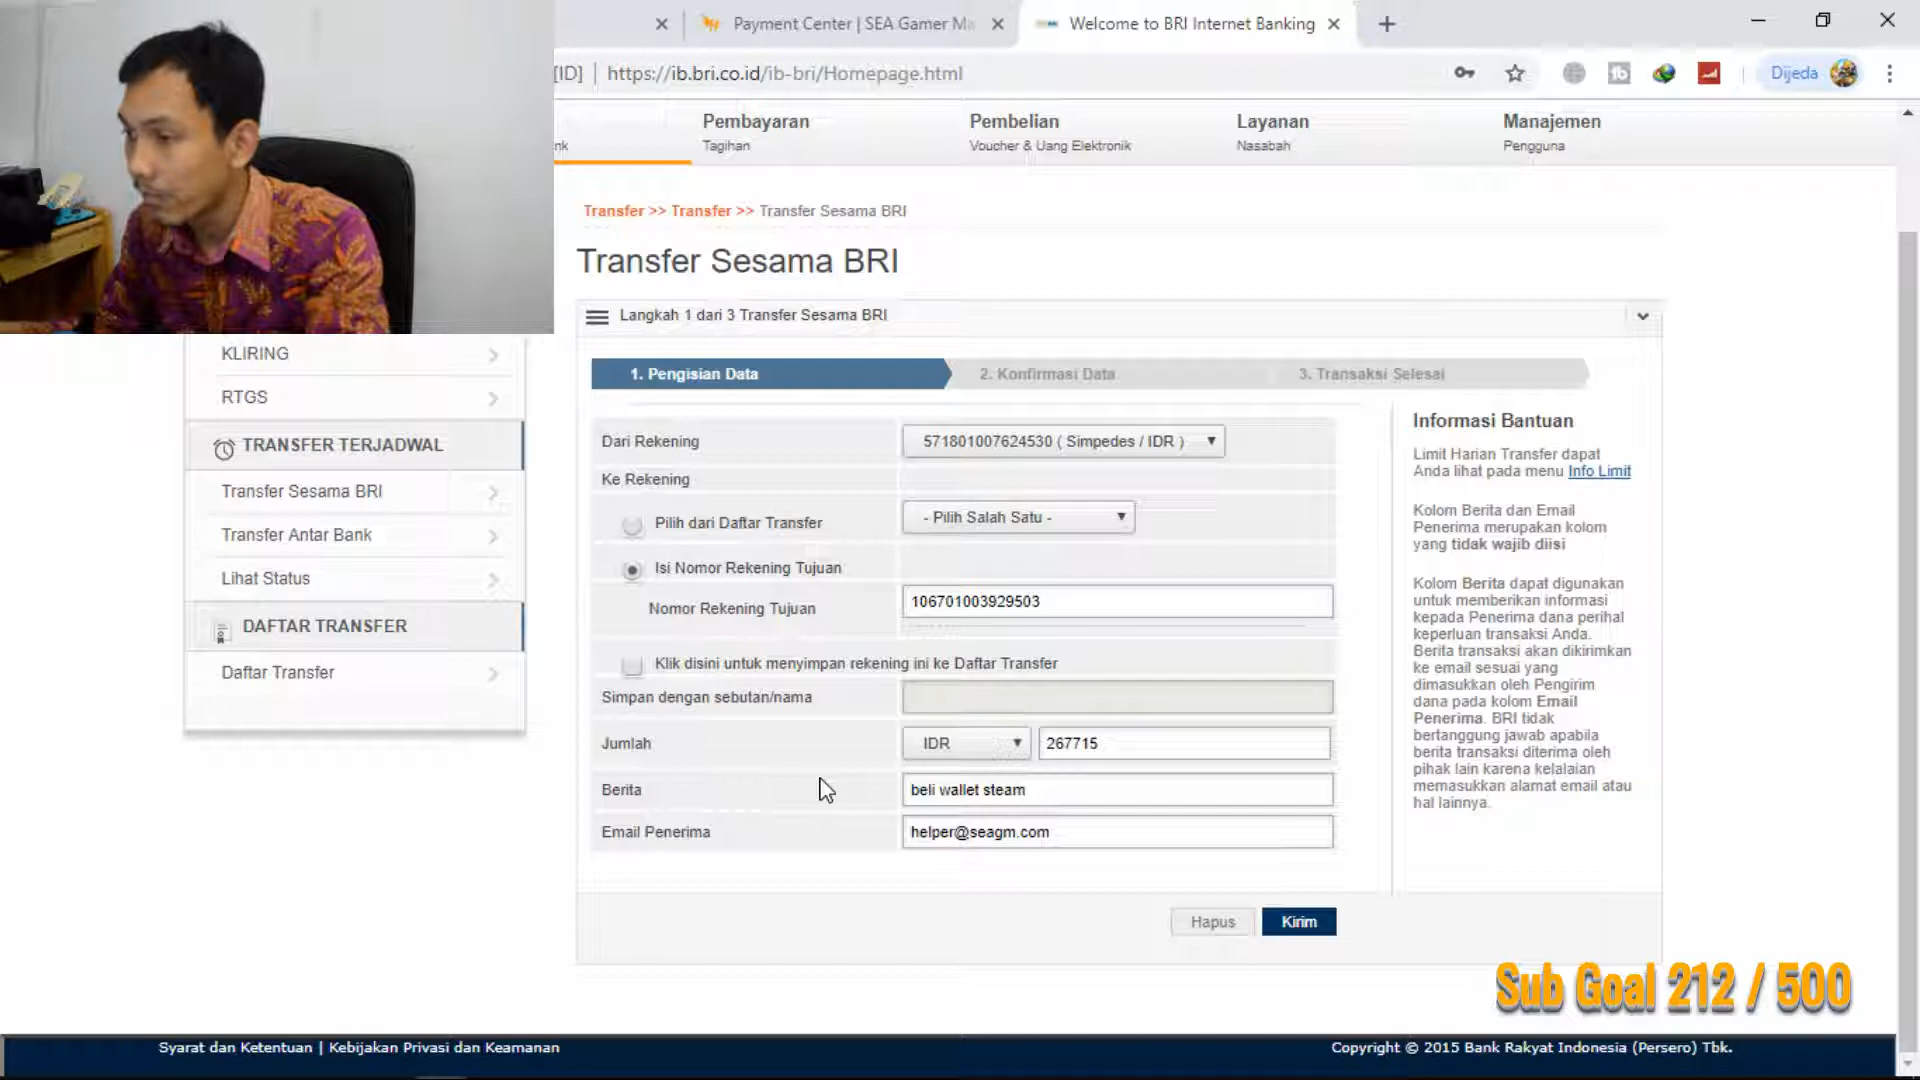 Payment Center | SEA Gamer Ma
Welcome to BRI Internet Banking
[ID] | https://ib.bri.co.id/ib-bri/Homepage.html
Dijeda
nk
Pembayaran
Tagihan
Pembelian
Voucher & Uang Elektronik
Layanan
Nasabah
Manajemen
Pengguna
Transfer >> Transfer >> Transfer Sesama BRI
Transfer Sesama BRI
Langkah 1 dari 3 Transfer Sesama BRI
KLIRING
RTGS
TRANSFER TERJADWAL
Transfer Sesama BRI
Transfer Antar Bank
Lihat Status
DAFTAR TRANSFER
Daftar Transfer
1. Pengisian Data
2. Konfirmasi Data
3. Transaksi Selesai
Dari Rekening
571801007624530 ( Simpedes / IDR )
Ke Rekening
Pilih dari Daftar Transfer
- Pilih Salah Satu -
Isi Nomor Rekening Tujuan
Nomor Rekening Tujuan
106701003929503
Klik disini untuk menyimpan rekening ini ke Daftar Transfer
Simpan dengan sebutan/nama
Jumlah
IDR
267715
Berita
beli wallet steam
Email Penerima
helper@seagm.com
Hapus
Kirim
Informasi Bantuan
Limit Harian Transfer dapat
Anda lihat pada menu Info Limit
Kolom Berita dan Email
Penerima merupakan kolom
yang tidak wajib diisi
Kolom Berita dapat digunakan
untuk memberikan informasi
kepada Penerima dana perihal
keperluan transaksi Anda.
Berita transaksi akan dikirimkan
ke email sesuai yang
dimasukkan oleh Pengirim
dana pada kolom Email
Penerima. BRI tidak
bertanggung jawab apabila
berita transaksi diterima oleh
pihak lain karena kelalaian
memasukkan alamat email atau
hal lainnya.
Sub Goal 212 / 500
Syarat dan Ketentuan | Kebijakan Privasi dan Keamanan
Copyright © 2015 Bank Rakyat Indonesia (Persero) Tbk.